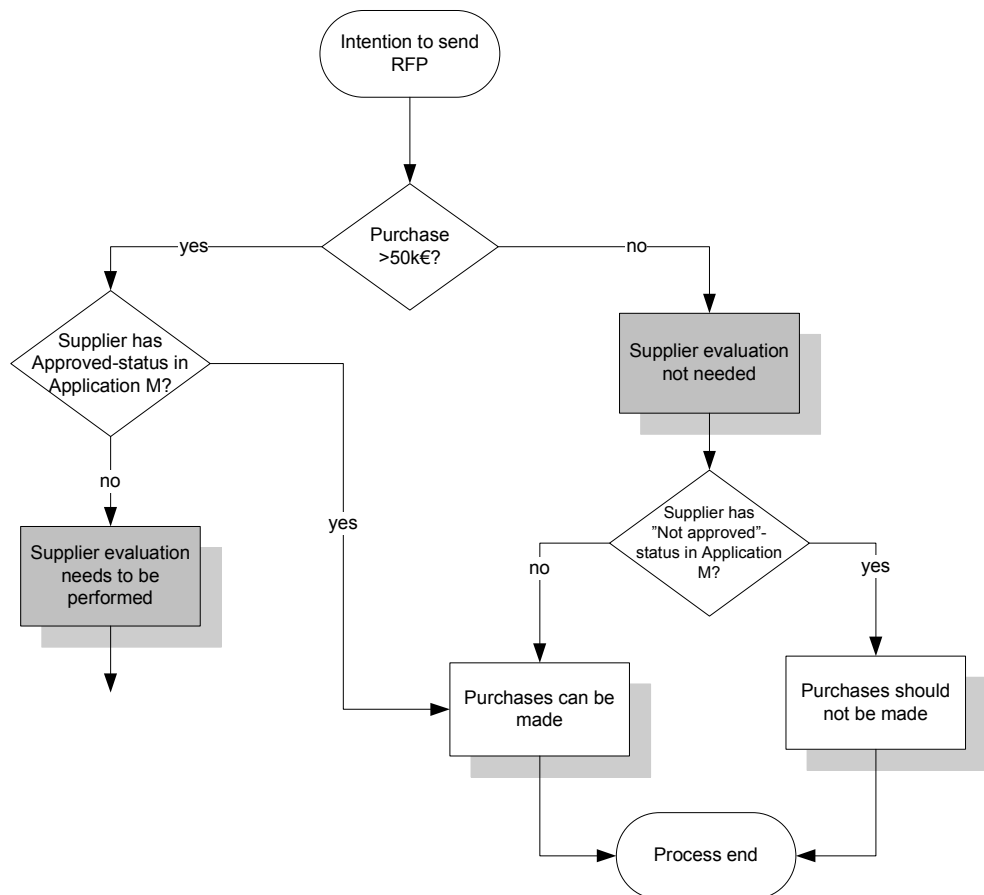 Intention to send
RFP
Purchase
>50k€?
yes
no
Supplier has
Approved-status in
Application M?
Supplier evaluation
not needed
no
yes
Supplier has
”Not approved”-
status in Application
M?
Supplier evaluation
needs to be
performed
no
yes
Purchases can be
made
Purchases should
not be made
Process end